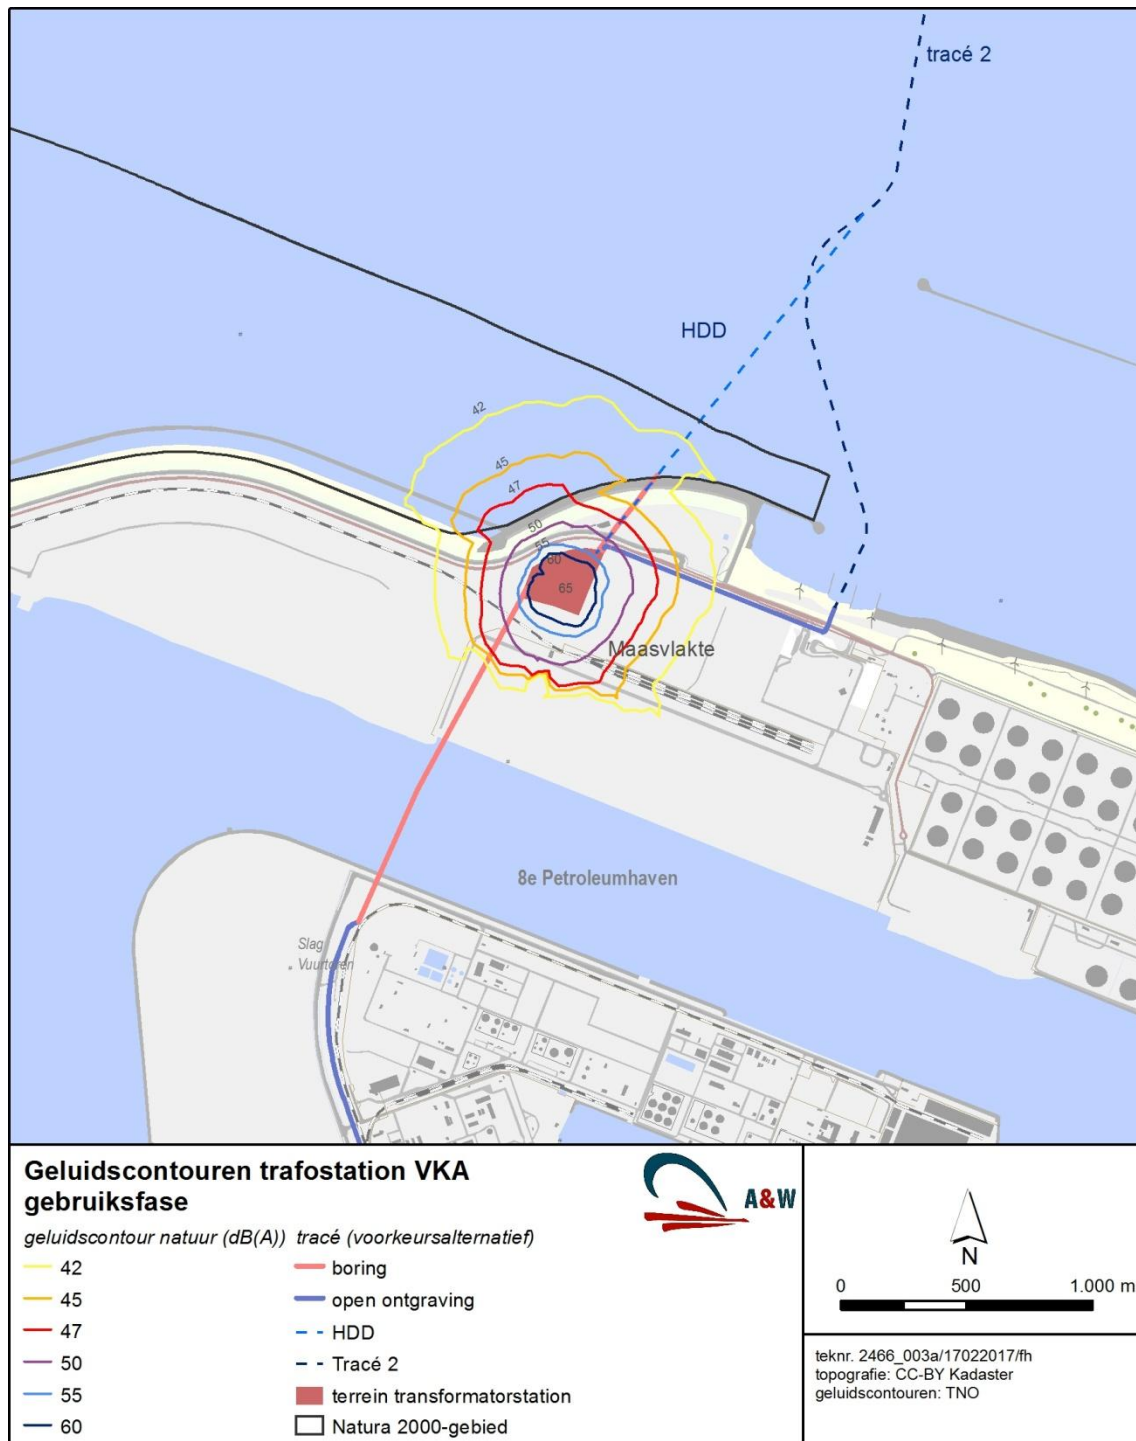 tracé 2
HDD
42
45
47
50
55
60
65
Maasvlakte
8e Petroleumhaven
Slag
Vuurtoren
Geluidscontouren trafostation VKA
gebruiksfase
A&W
geluidscontour natuur (dB(A)) tracé (voorkeursalternatief)
42 boring
45 open ontgraving
47 HDD
50 Tracé 2
55 terrein transformatorstation
60 Natura 2000-gebied
N
0 500 1.000 m
teknr. 2466_003a/17022017/fh
topografie: CC-BY Kadaster
geluidscontouren: TNO